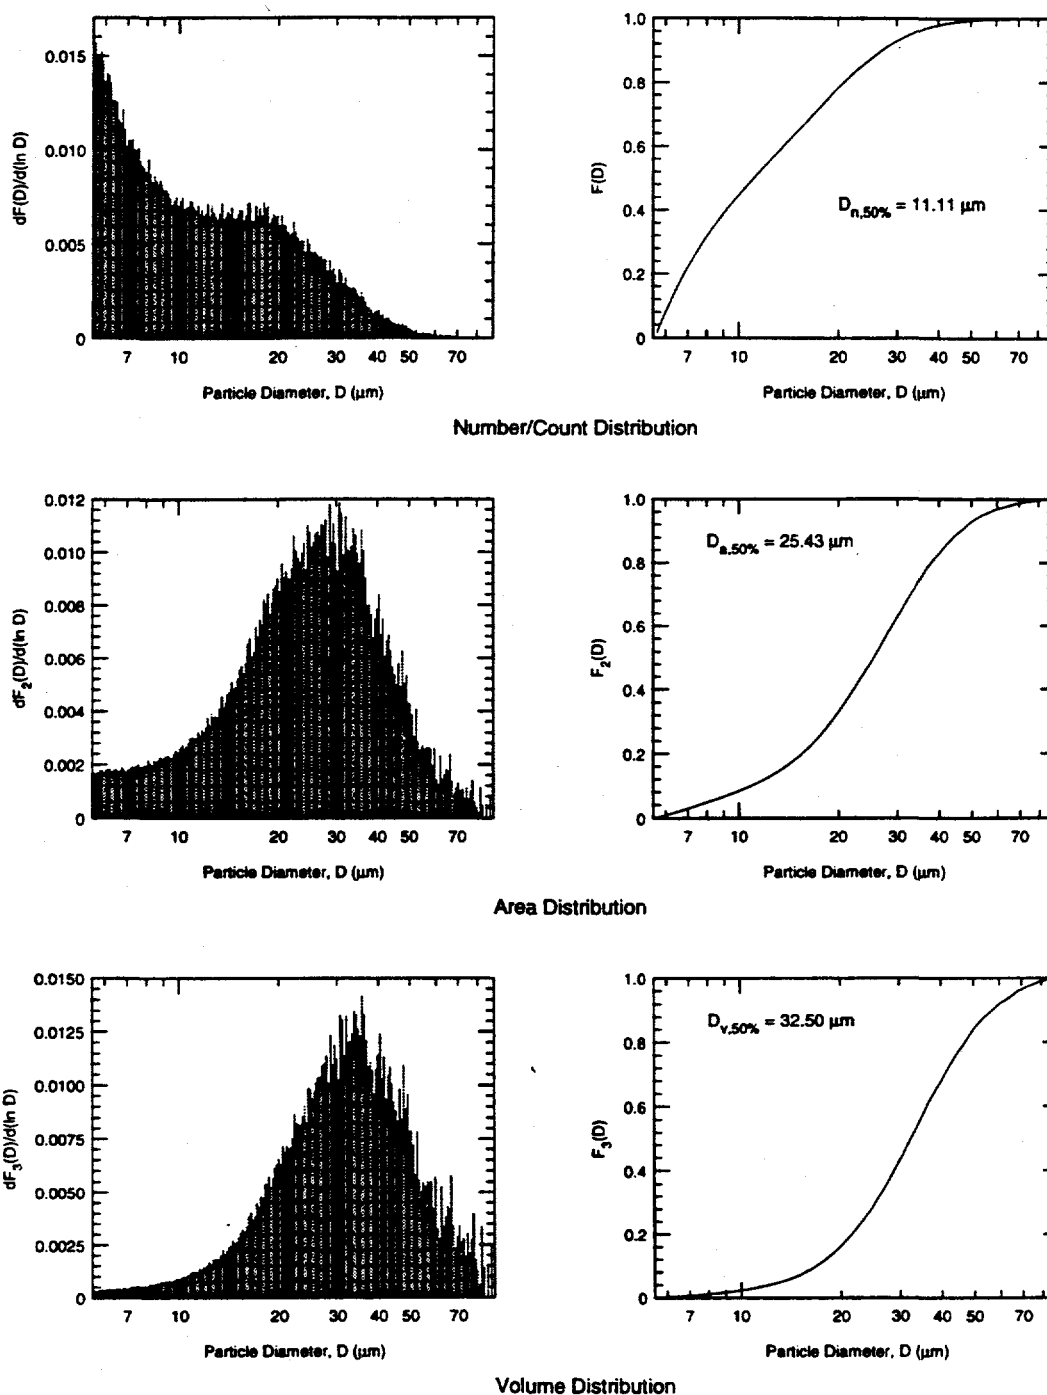 dF(D)/d(ln D)
0.015
0.010
0.005
0
7 10 20 30 40 50 70
Particle Diameter, D (μm)
F(D)
1.0
0.8
0.6
0.4
0.2
0
D_n,50% = 11.11 μm
7 10 20 30 40 50 70
Particle Diameter, D (μm)
Number/Count Distribution
dF₂(D)/d(ln D)
0.012
0.010
0.008
0.006
0.004
0.002
0
7 10 20 30 40 50 70
Particle Diameter, D (μm)
F₂(D)
1.0
0.8
0.6
0.4
0.2
0
D_a,50% = 25.43 μm
7 10 20 30 40 50 70
Particle Diameter, D (μm)
Area Distribution
dF₃(D)/d(ln D)
0.0150
0.0125
0.0100
0.0075
0.0050
0.0025
0
7 10 20 30 40 50 70
Particle Diameter, D (μm)
F₃(D)
1.0
0.8
0.6
0.4
0.2
0
D_v,50% = 32.50 μm
7 10 20 30 40 50 70
Particle Diameter, D (μm)
Volume Distribution